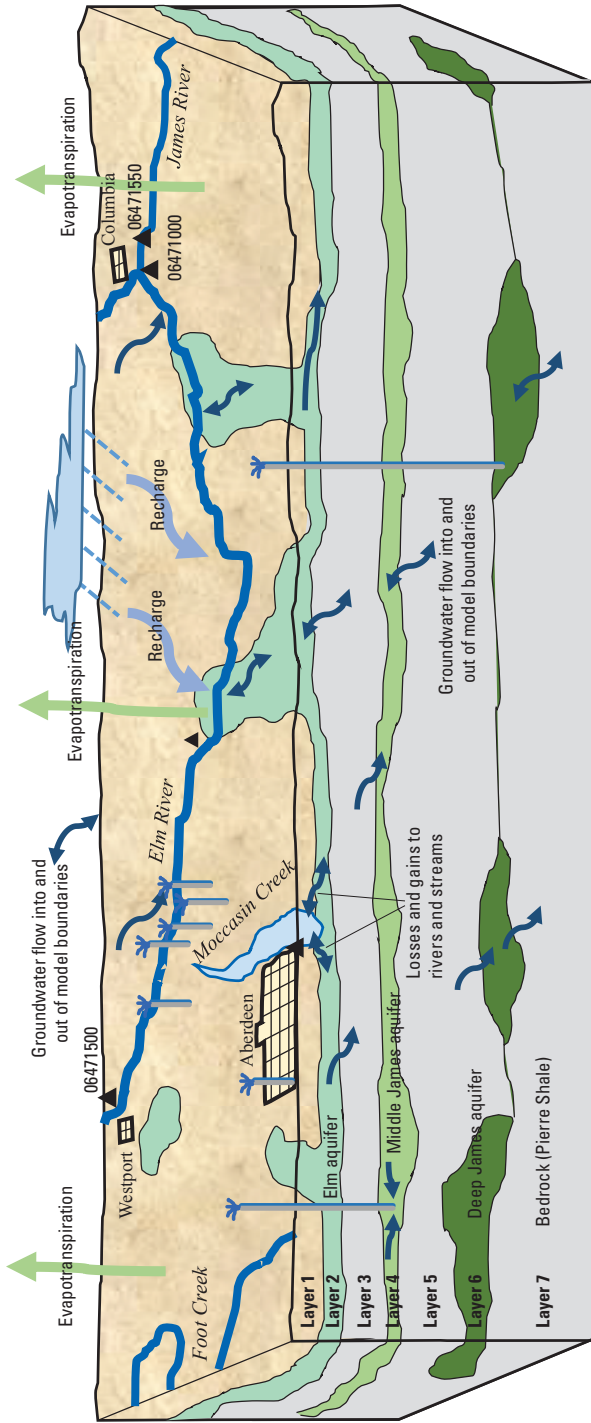 Evapotranspiration
Groundwater flow into and
out of model boundaries
Evapotranspiration
Evapotranspiration
Columbia
06471550
06471000
James River
Recharge
Recharge
06471500
Westport
Elm River
Moccasin Creek
Aberdeen
Foot Creek
Losses and gains to
rivers and streams
Groundwater flow into and
out of model boundaries
Layer 1
Layer 2
Elm aquifer
Layer 3
Layer 4
Middle James aquifer
Layer 5
Layer 6
Deep James aquifer
Layer 7
Bedrock (Pierre Shale)